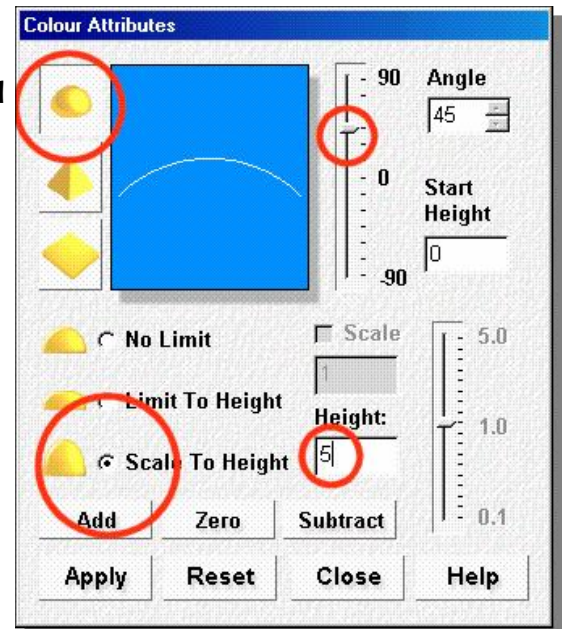 Colour Attributes
90
Angle
45
0
Start
Height
0
-90
No Limit
Scale
5.0
1
Limit To Height
Height:
1.0
Scale To Height
5
Add Zero Subtract
0.1
Apply Reset Close Help